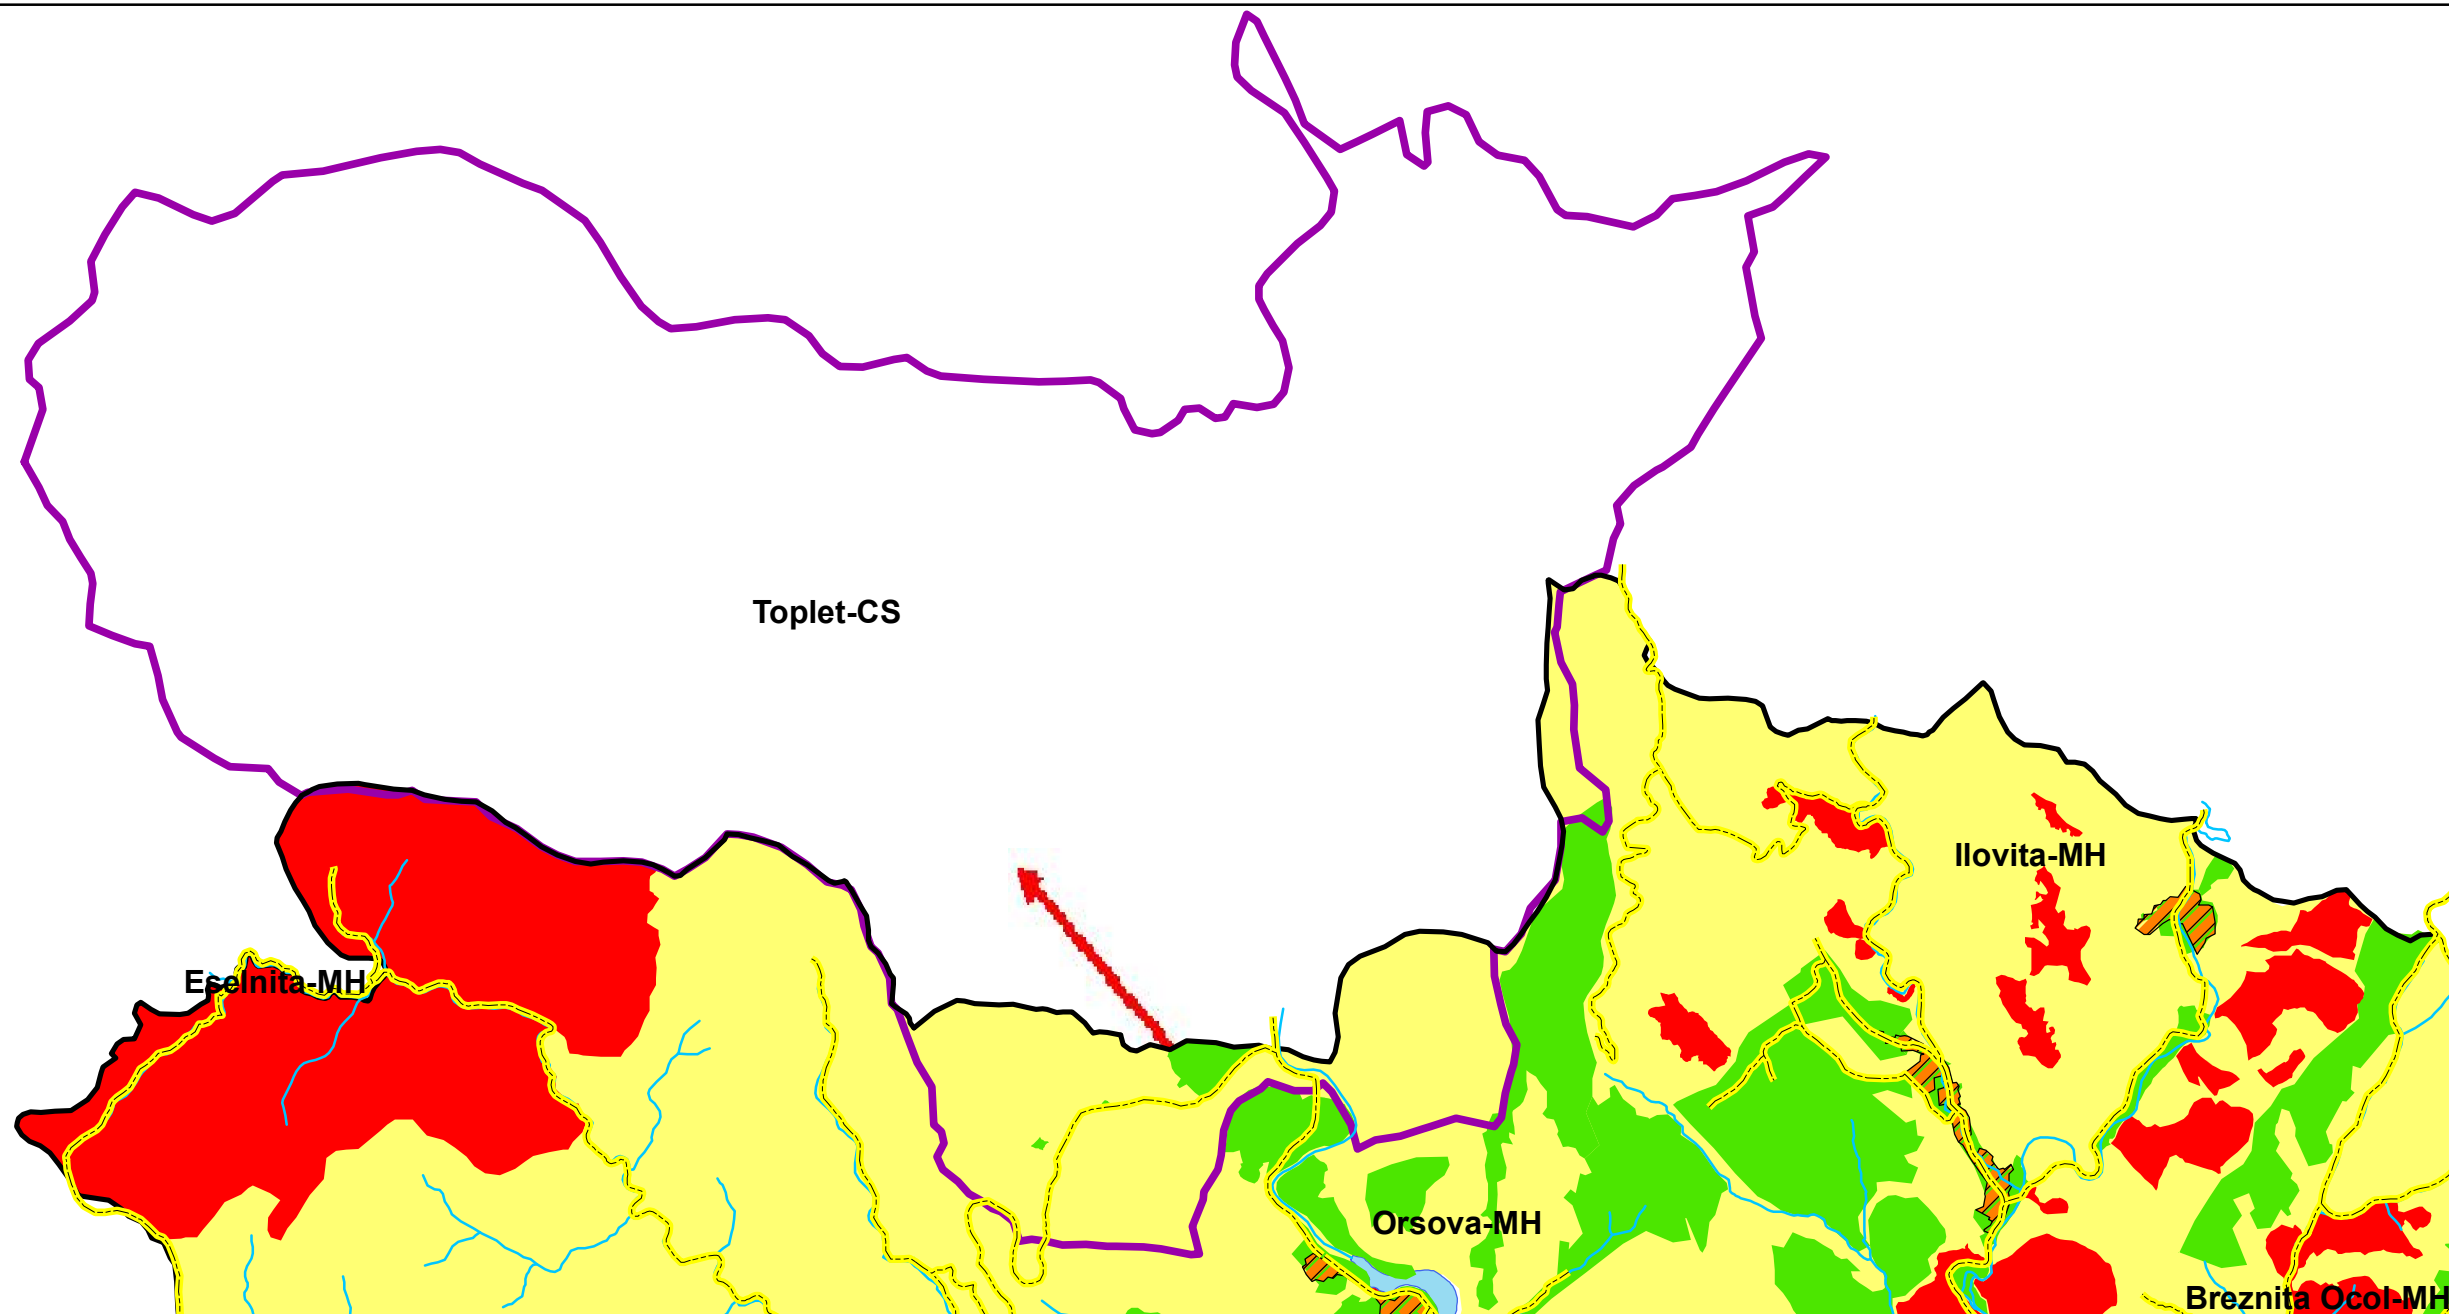 Toplet-CS
Ilovita-MH
Eselnita-MH
Orsova-MH
Breznita Ocol-MH